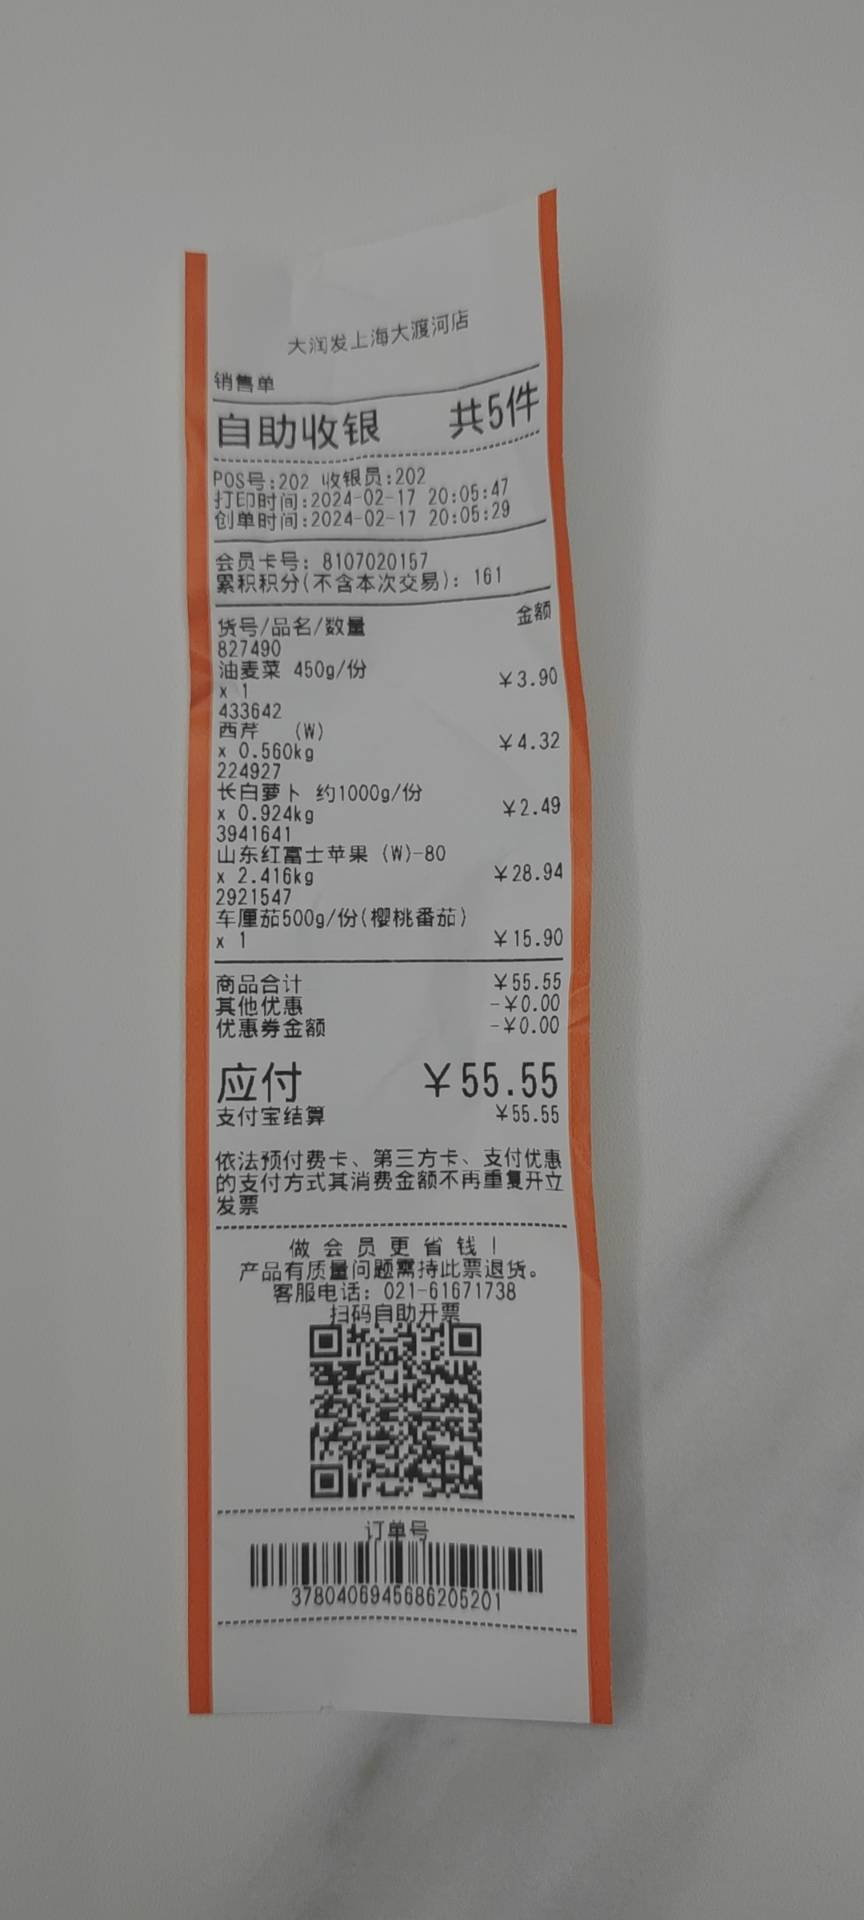 大润发上海大渡河店
销售单
自助收银 共5件
POS号:202 收银员:202
打印时间:2024-02-17 20:05:47
创单时间:2024-02-17 20:05:29
会员卡号: 8107020157
累积积分(不含本次交易): 161
货号/品名/数量 金额
827490
油麦菜 450g/份
x 1 ￥3.90
433642
西芹 (W)
x 0.560kg ￥4.32
224927
长白萝卜 约1000g/份
x 0.924kg ￥2.49
3941641
山东红富士苹果 (W)-80
x 2.416kg ￥28.94
2921547
车厘茄500g/份(樱桃番茄)
x 1 ￥15.90
商品合计 ￥55.55
其他优惠 -￥0.00
优惠券金额 -￥0.00
应付 ￥55.55
支付宝结算 ￥55.55
依法预付费卡、第三方卡、支付优惠
的支付方式其消费金额不再重复开立
发票
做会员更省钱!
产品有质量问题需持此票退货。
客服电话: 021-61671738
扫码自助开票
订单号
3780406945686205201